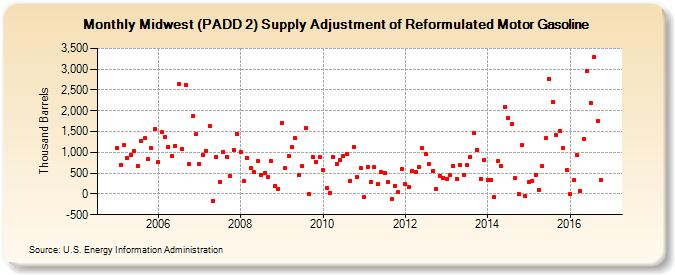 Monthly Midwest (PADD 2) Supply Adjustment of Reformulated Motor Gasoline
Thousand Barrels
3,500
3,000
2,500
2,000
1,500
1,000
500
0
-500
2006 2008 2010 2012 2014 2016
Source: U.S. Energy Information Administration